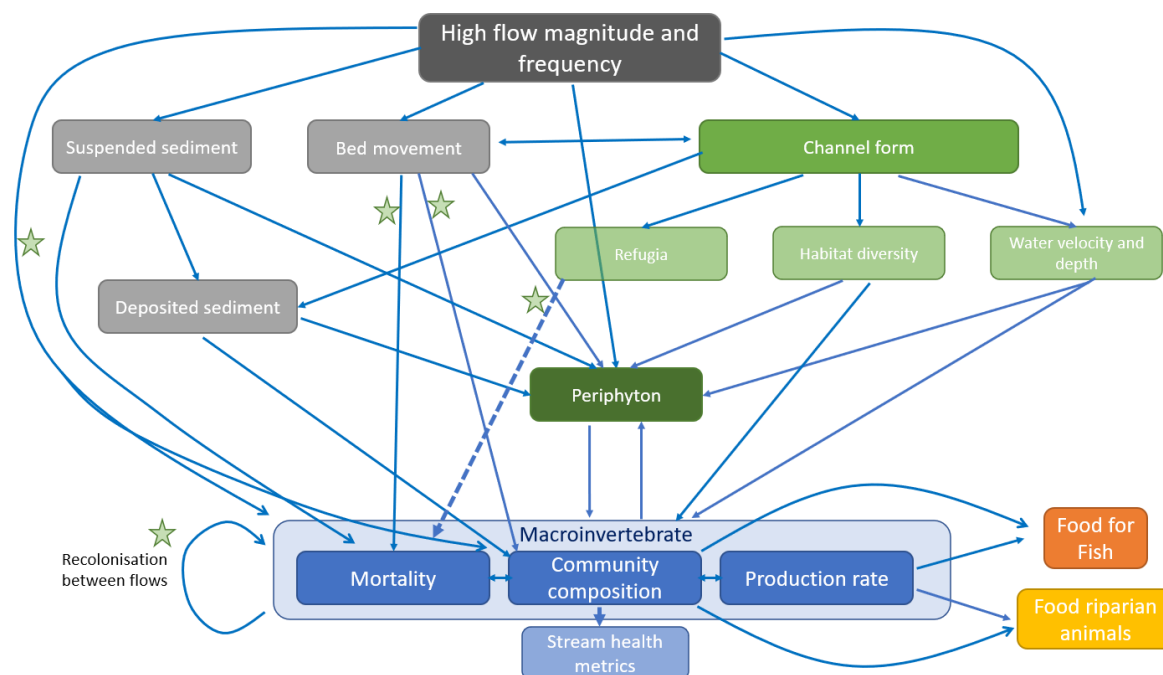 High flow magnitude and
frequency
Suspended sediment
Bed movement
Channel form
Refugia
Habitat diversity
Water velocity and
depth
Deposited sediment
Periphyton
Macroinvertebrate
Recolonisation
between flows
Mortality
Community
composition
Production rate
Food for
Fish
Food riparian
animals
Stream health
metrics